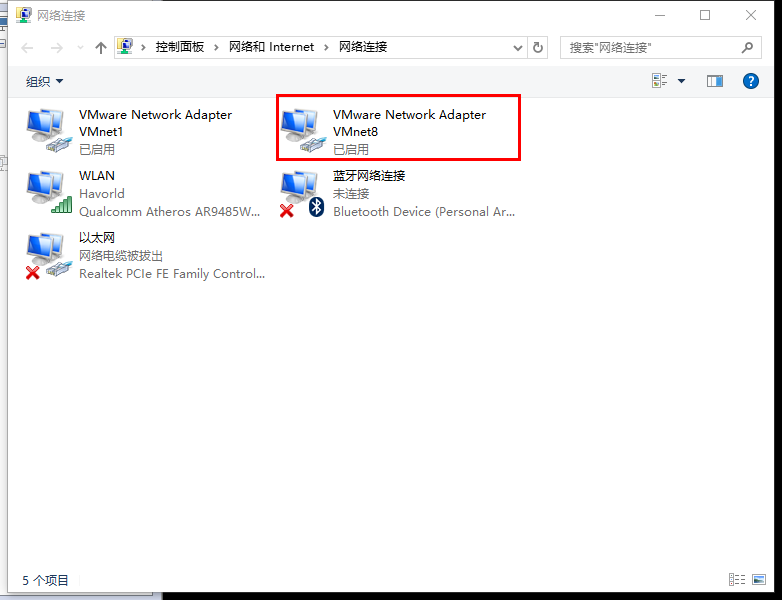 网络连接
控制面板 网络和 Internet 网络连接
搜索"网络连接"
组织
VMware Network Adapter
VMnet1
已启用
VMware Network Adapter
VMnet8
已启用
WLAN
Havorld
Qualcomm Atheros AR9485W...
蓝牙网络连接
未连接
Bluetooth Device (Personal Ar...
以太网
网络电缆被拔出
Realtek PCIe FE Family Control...
5 个项目